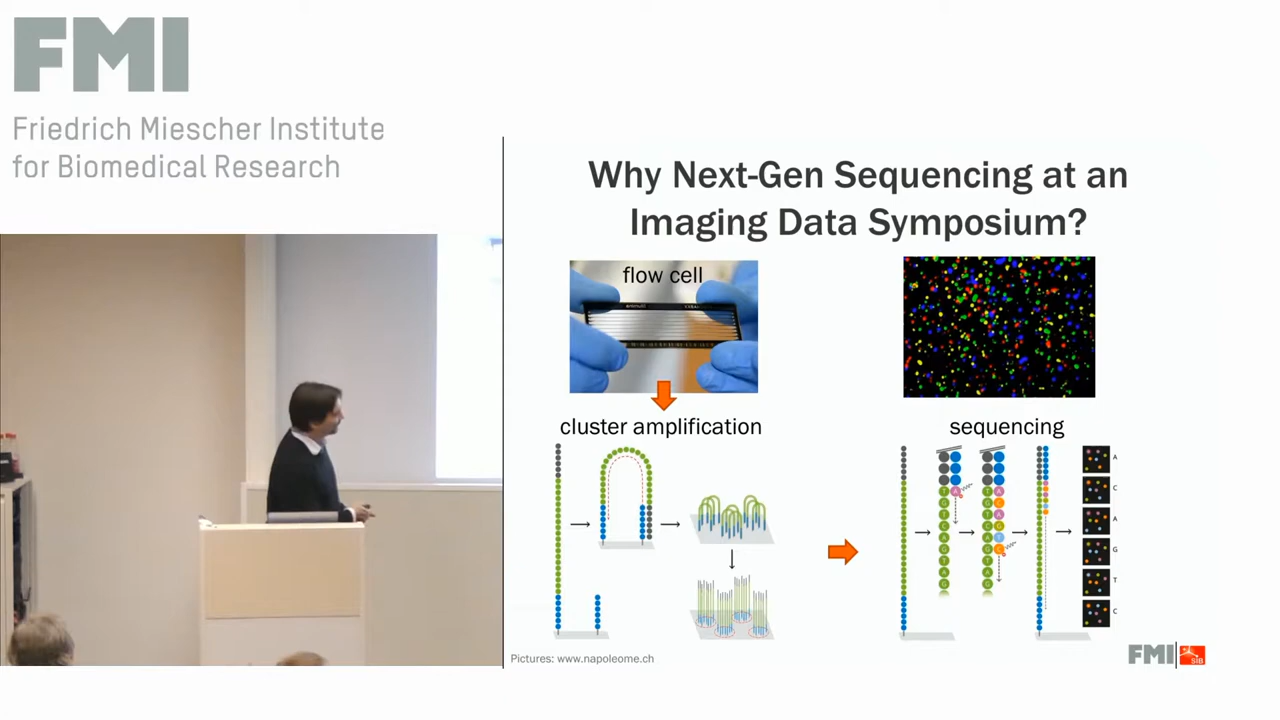 FMI
Friedrich Miescher Institute
for Biomedical Research
Why Next-Gen Sequencing at an
Imaging Data Symposium?
flow cell
cluster amplification
sequencing
T A
G
T
C
A
G
T
A
G
T A
G C
T A
C G
A T
G C
T
A
G
A
C
A
G
T
C
Pictures: www.napoleome.ch
FMI
SIB